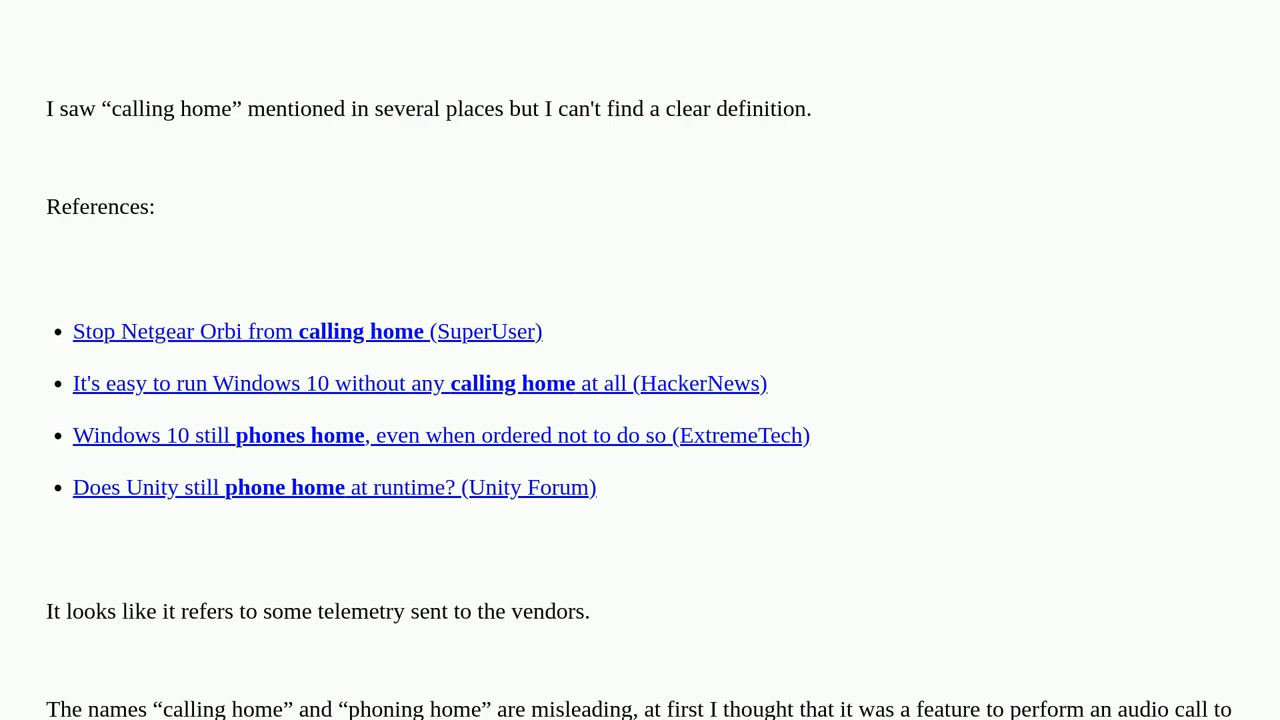 I saw “calling home” mentioned in several places but I can't find a clear definition.
References:
• Stop Netgear Orbi from calling home (SuperUser)
• It's easy to run Windows 10 without any calling home at all (HackerNews)
• Windows 10 still phones home, even when ordered not to do so (ExtremeTech)
• Does Unity still phone home at runtime? (Unity Forum)
It looks like it refers to some telemetry sent to the vendors.
The names “calling home” and “phoning home” are misleading, at first I thought that it was a feature to perform an audio call to